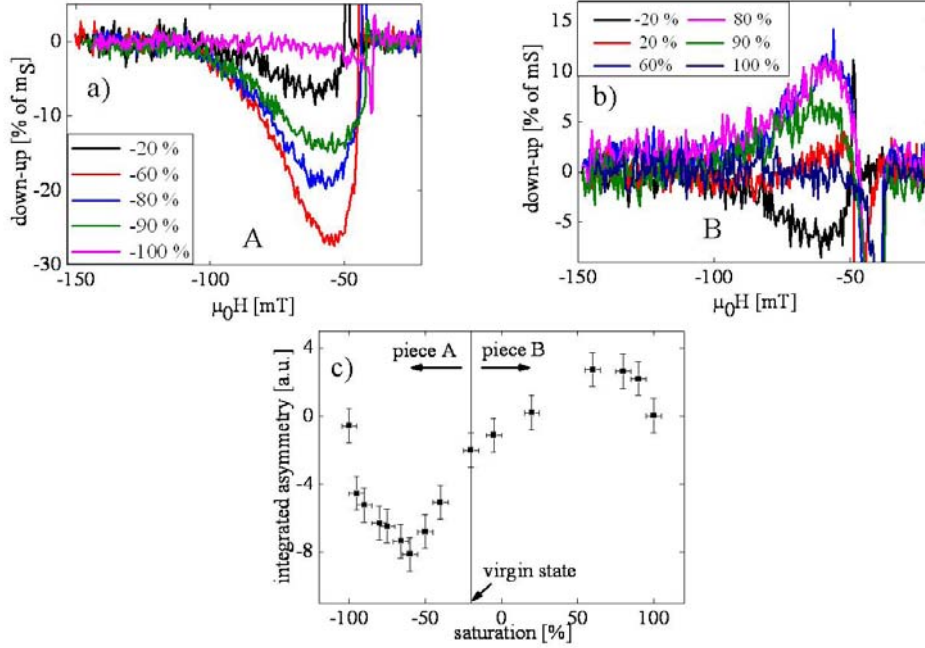 a)
down-up [% of mS]
0
-10
-20
-30
-20 %
-60 %
-80 %
-90 %
-100 %
A
-150
-100
-50
μ0H [mT]
b)
down-up [% of mS]
15
10
5
0
-5
-20 %
20 %
60%
80 %
90 %
100 %
B
-150
-100
-50
μ0H [mT]
c)
integrated asymmetry [a.u.]
4
0
-4
-8
piece A
piece B
virgin state
-100
-50
0
50
100
saturation [%]